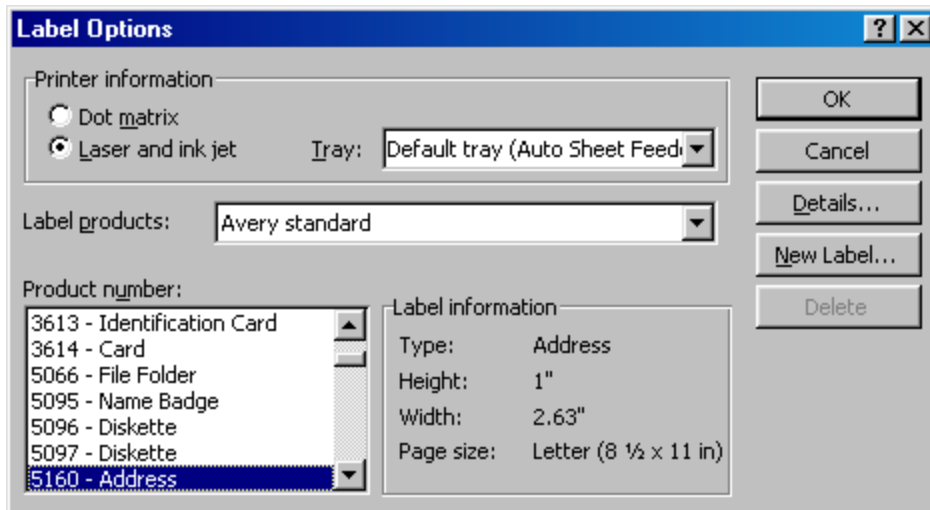 Label Options
Printer information
Dot matrix
Laser and ink jet
Tray:
Default tray (Auto Sheet Feed
Label products:
Avery standard
Product number:
3613 - Identification Card
3614 - Card
5066 - File Folder
5095 - Name Badge
5096 - Diskette
5097 - Diskette
5160 - Address
Label information
Type: Address
Height: 1"
Width: 2.63"
Page size: Letter (8 ½ x 11 in)
OK
Cancel
Details...
New Label...
Delete